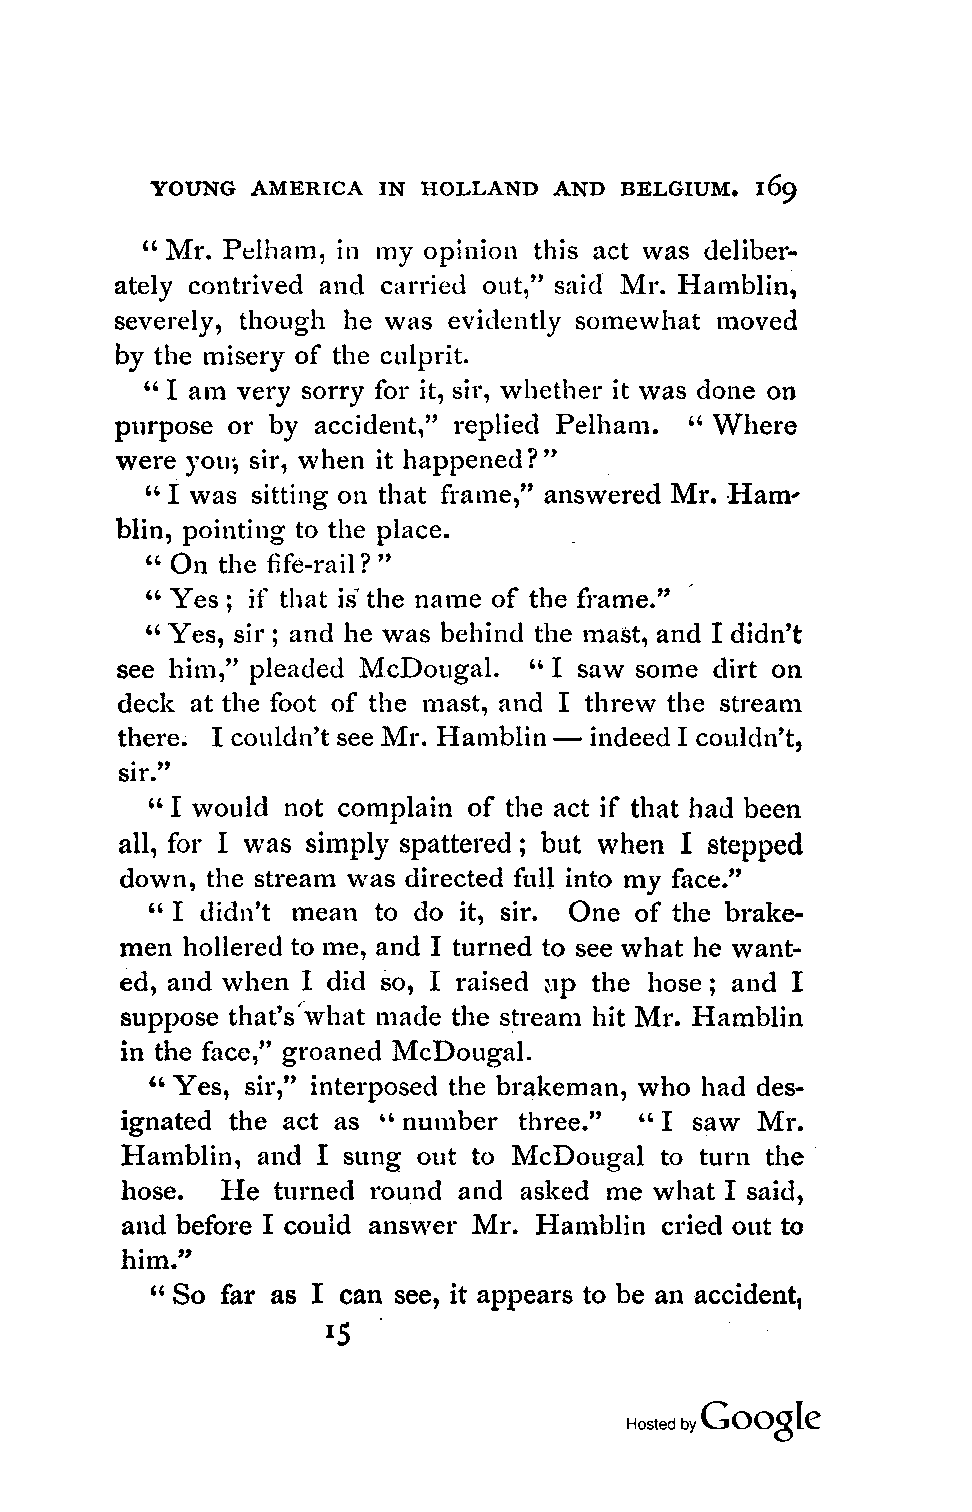 YOUNG AMERICA IN HOLLAND AND BELGIUM. 169
“ Mr. Pelham, in my opinion this act was deliber-
ately contrived and carried out,” said Mr. Hamblin,
severely, though he was evidently somewhat moved
by the misery of the culprit.
“ I am very sorry for it, sir, whether it was done on
purpose or by accident,” replied Pelham. “ Where
were you, sir, when it happened?”
“ I was sitting on that frame,” answered Mr. Ham-
blin, pointing to the place.
“ On the fife-rail?”
“ Yes; if that is the name of the frame.”
“ Yes, sir; and he was behind the mast, and I didn’t
see him,” pleaded McDougal. “ I saw some dirt on
deck at the foot of the mast, and I threw the stream
there. I couldn’t see Mr. Hamblin — indeed I couldn’t,
sir.”
“ I would not complain of the act if that had been
all, for I was simply spattered; but when I stepped
down, the stream was directed full into my face.”
“ I didn’t mean to do it, sir. One of the brake-
men hollered to me, and I turned to see what he want-
ed, and when I did so, I raised up the hose; and I
suppose that’s what made the stream hit Mr. Hamblin
in the face,” groaned McDougal.
“ Yes, sir,” interposed the brakeman, who had des-
ignated the act as “ number three.” “ I saw Mr.
Hamblin, and I sung out to McDougal to turn the
hose. He turned round and asked me what I said,
and before I could answer Mr. Hamblin cried out to
him.”
“ So far as I can see, it appears to be an accident,
15
Hosted by Google